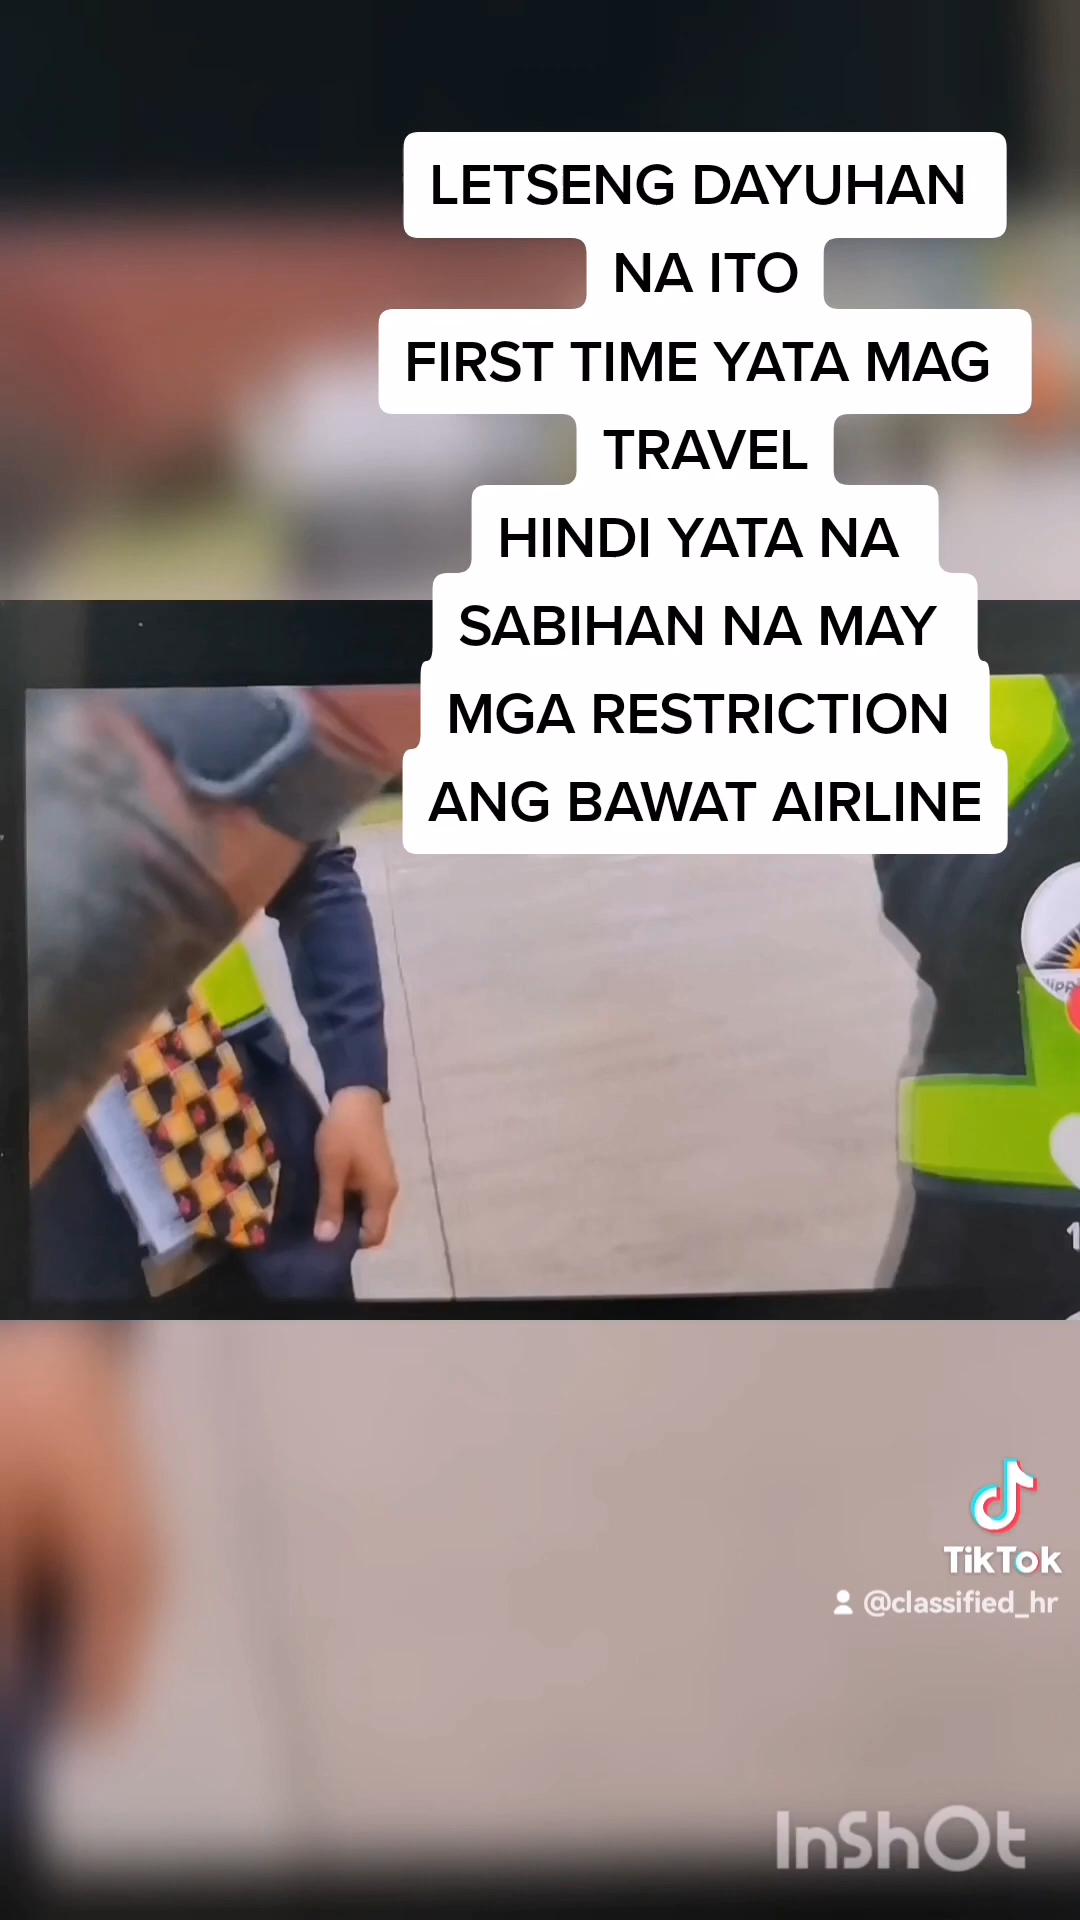 LETSENG DAYUHAN
NA ITO
FIRST TIME YATA MAG
TRAVEL
HINDI YATA NA
SABIHAN NA MAY
MGA RESTRICTION
ANG BAWAT AIRLINE
TikTok
@classified_hr
InShOt